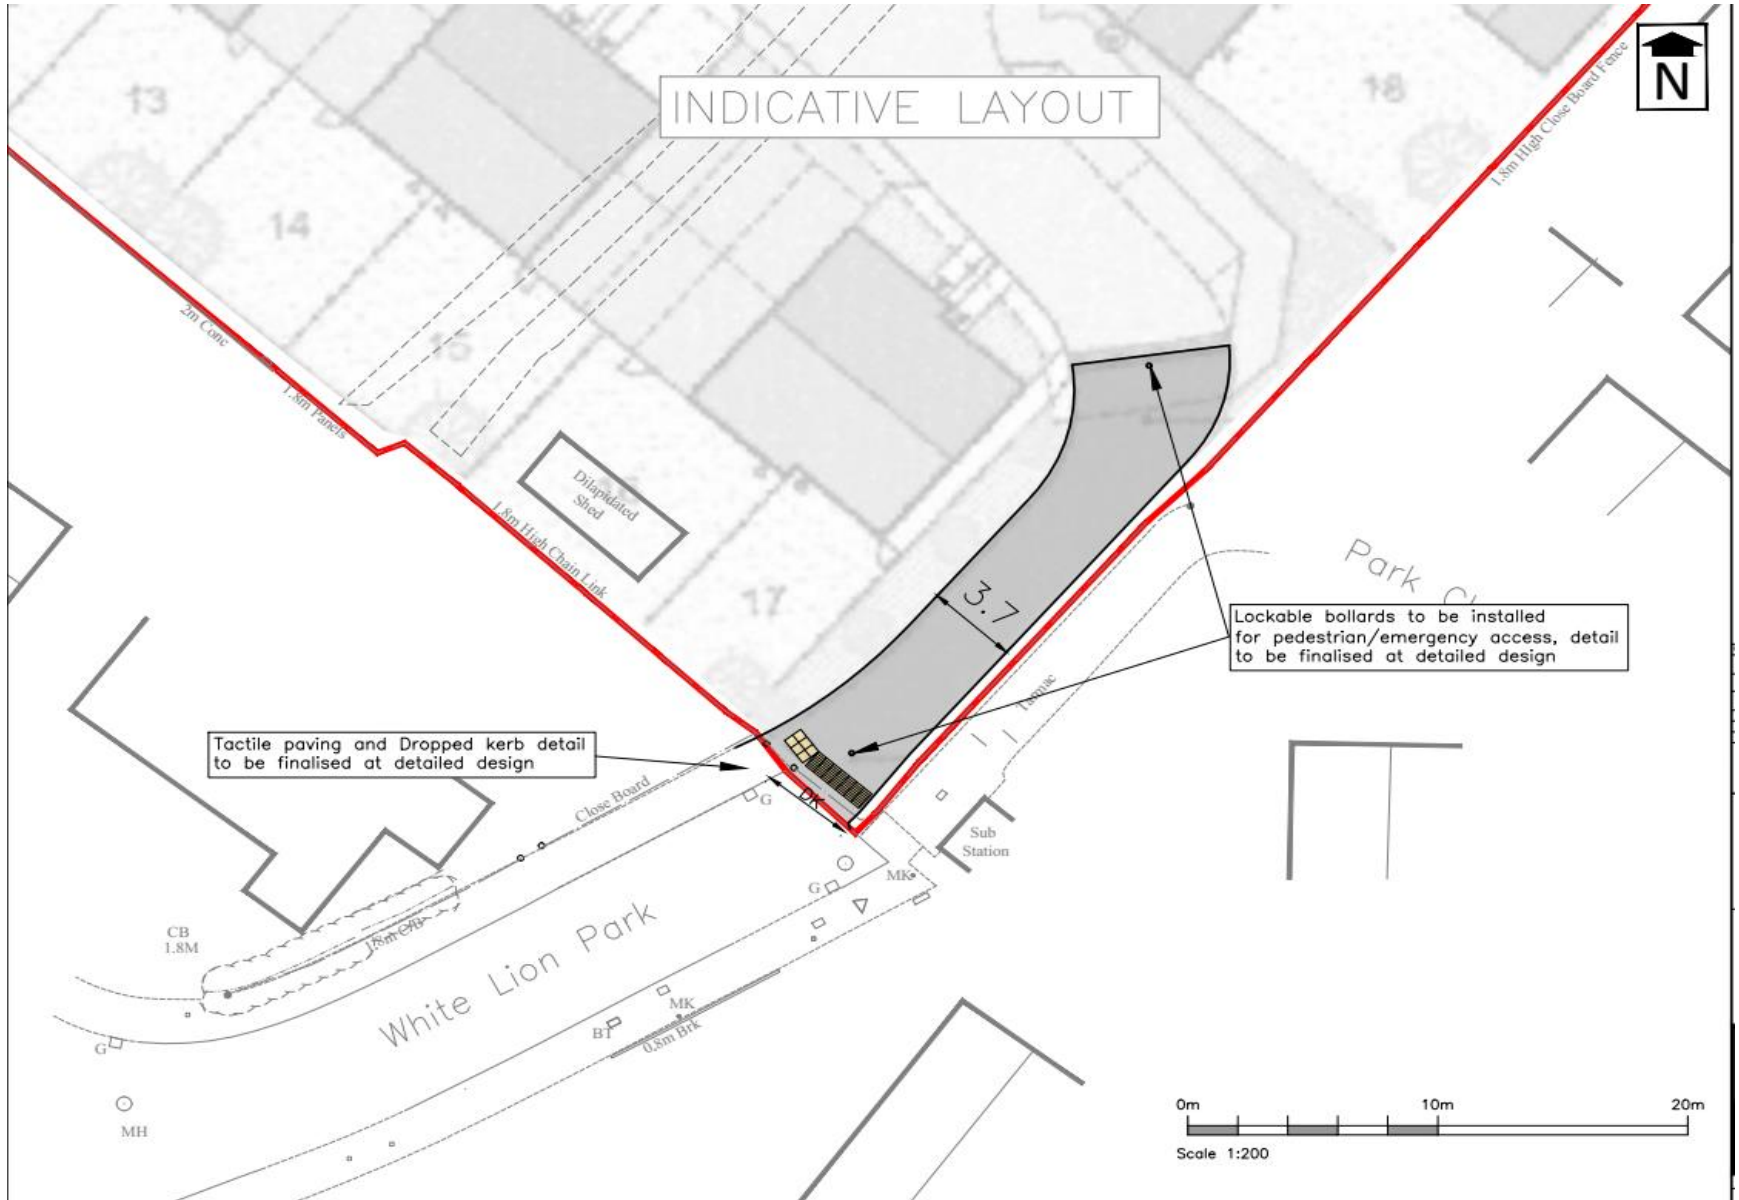 INDICATIVE LAYOUT
N
13
18
1.8m HIgh Close Board Fence
14
2m Conc
15
1.8m Panels
Dilapidated
Shed
1.8m High Chain Link
17
3.7
Park
Lockable bollards to be installed
for pedestrian/emergency access, detail
to be finalised at detailed design
Tarmac
Tactile paving and Dropped kerb detail
to be finalised at detailed design
DK
Close Board
G
Sub
Station
MK
G
CB
1.8M
1.8m C/B
White Lion Park
MK
BT
0.8m Brk
G
MH
0m
10m
20m
Scale 1:200